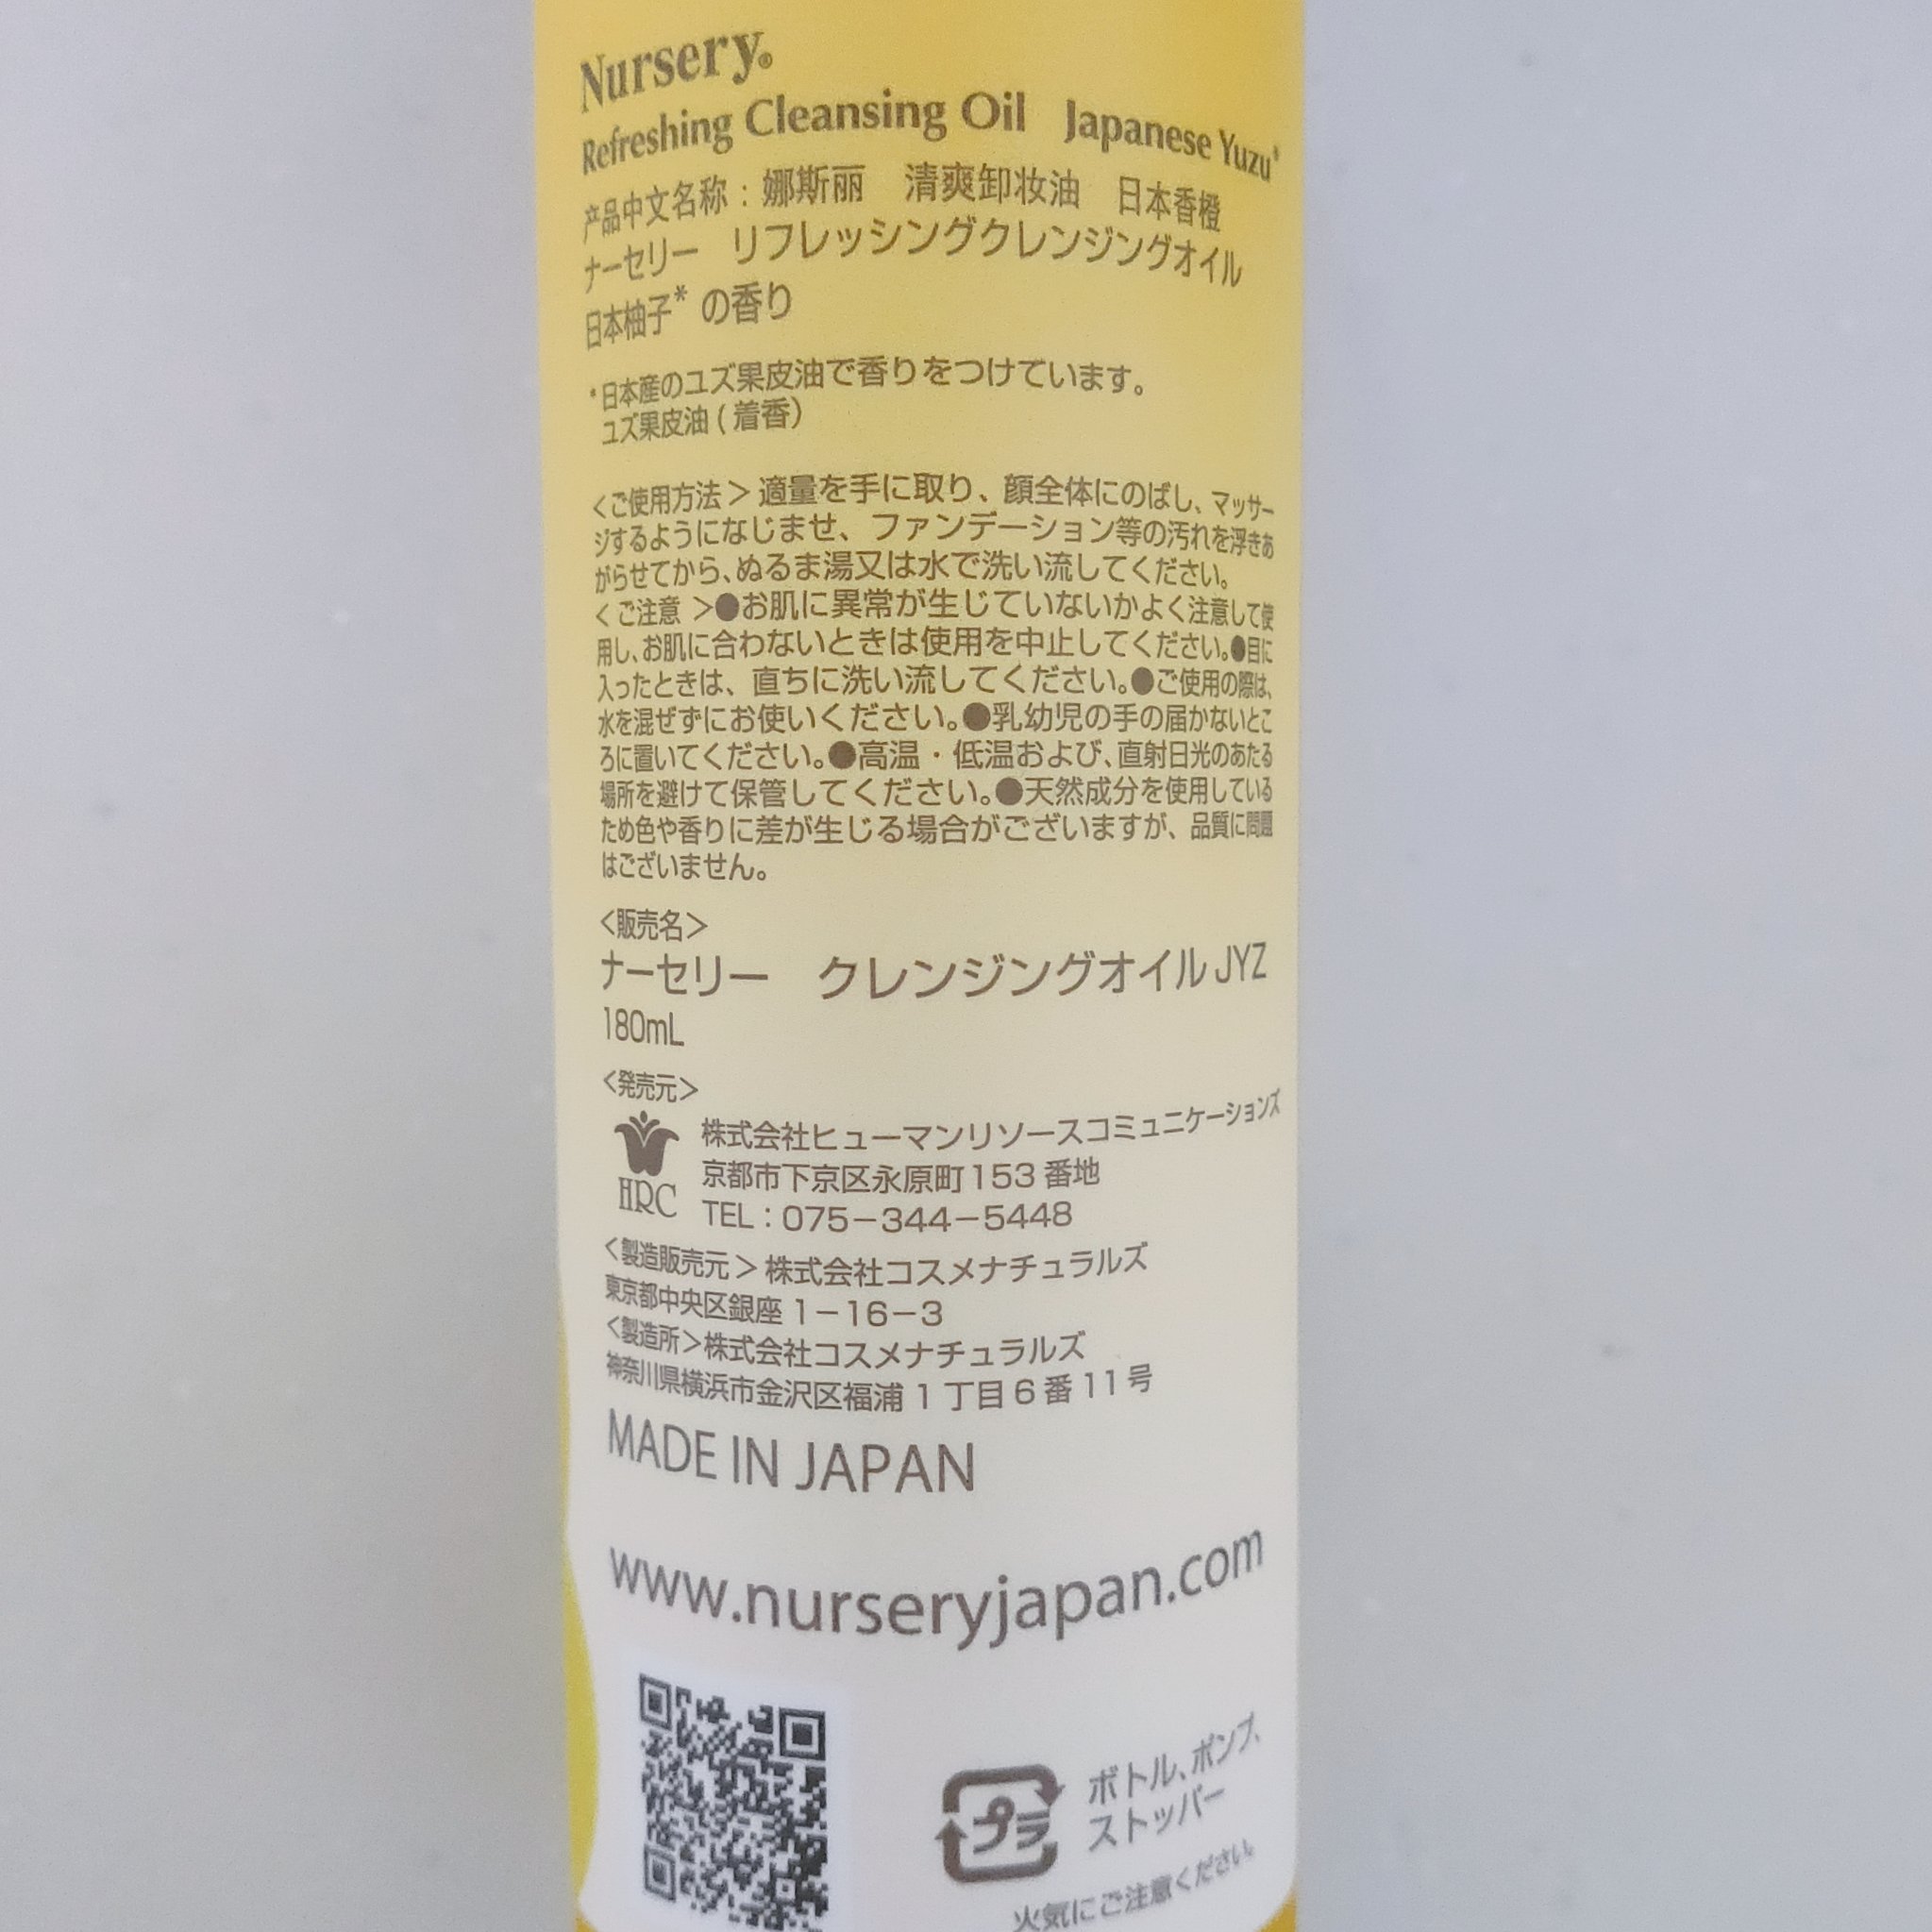 Nursery®
Refreshing Cleansing Oil Japanese Yuzu*
产品中文名称：娜斯丽 清爽卸妆油 日本香橙
ナーセリー リフレッシングクレンジングオイル
日本柚子* の香り
*日本産のユズ果皮油で香りをつけています。
ユズ果皮油(着香)
<ご使用方法>適量を手に取り、顔全体にのばし、マッサー
ジするようになじませ、ファンデーション等の汚れを浮きあ
がらせてから、ぬるま湯又は水で洗い流してください。
<ご注意>●お肌に異常が生じていないかよく注意して使
用し、お肌に合わないときは使用を中止してください。●目に
入ったときは、直ちに洗い流してください。●ご使用の際は、
水を混ぜずにお使いください。●乳幼児の手の届かないとこ
ろに置いてください。●高温・低温および、直射日光のあたる
場所を避けて保管してください。●天然成分を使用している
ため色や香りに差が生じる場合がございますが、品質に問題
はございません。
<販売名>
ナーセリー クレンジングオイルJYZ
180mL
<発売元>
HRC
株式会社ヒューマンリソースコミュニケーションズ
京都市下京区永原町153番地
TEL：075-344-5448
<製造販売元>株式会社コスメナチュラルズ
東京都中央区銀座1-16-3
<製造所>株式会社コスメナチュラルズ
神奈川県横浜市金沢区福浦1丁目6番11号
MADE IN JAPAN
www.nurseryjapan.com
プラ
ボトル、ポンプ、
ストッパー
火気にご注意ください。